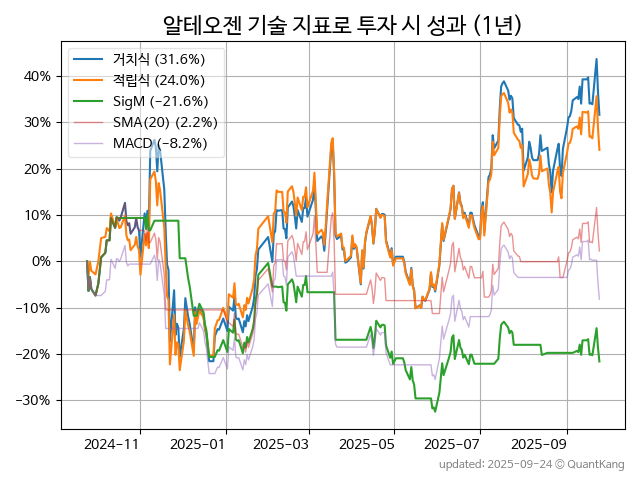 알테오젠 기술 지표로 투자 시 성과 (1년)
거치식 (31.6%)
적립식 (24.0%)
SigM (−21.6%)
SMA(20) (2.2%)
MACD (−8.2%)
40%
30%
20%
10%
0%
−10%
−20%
−30%
2024-11 2025-01 2025-03 2025-05 2025-07 2025-09
updated: 2025-09-24 © QuantKang